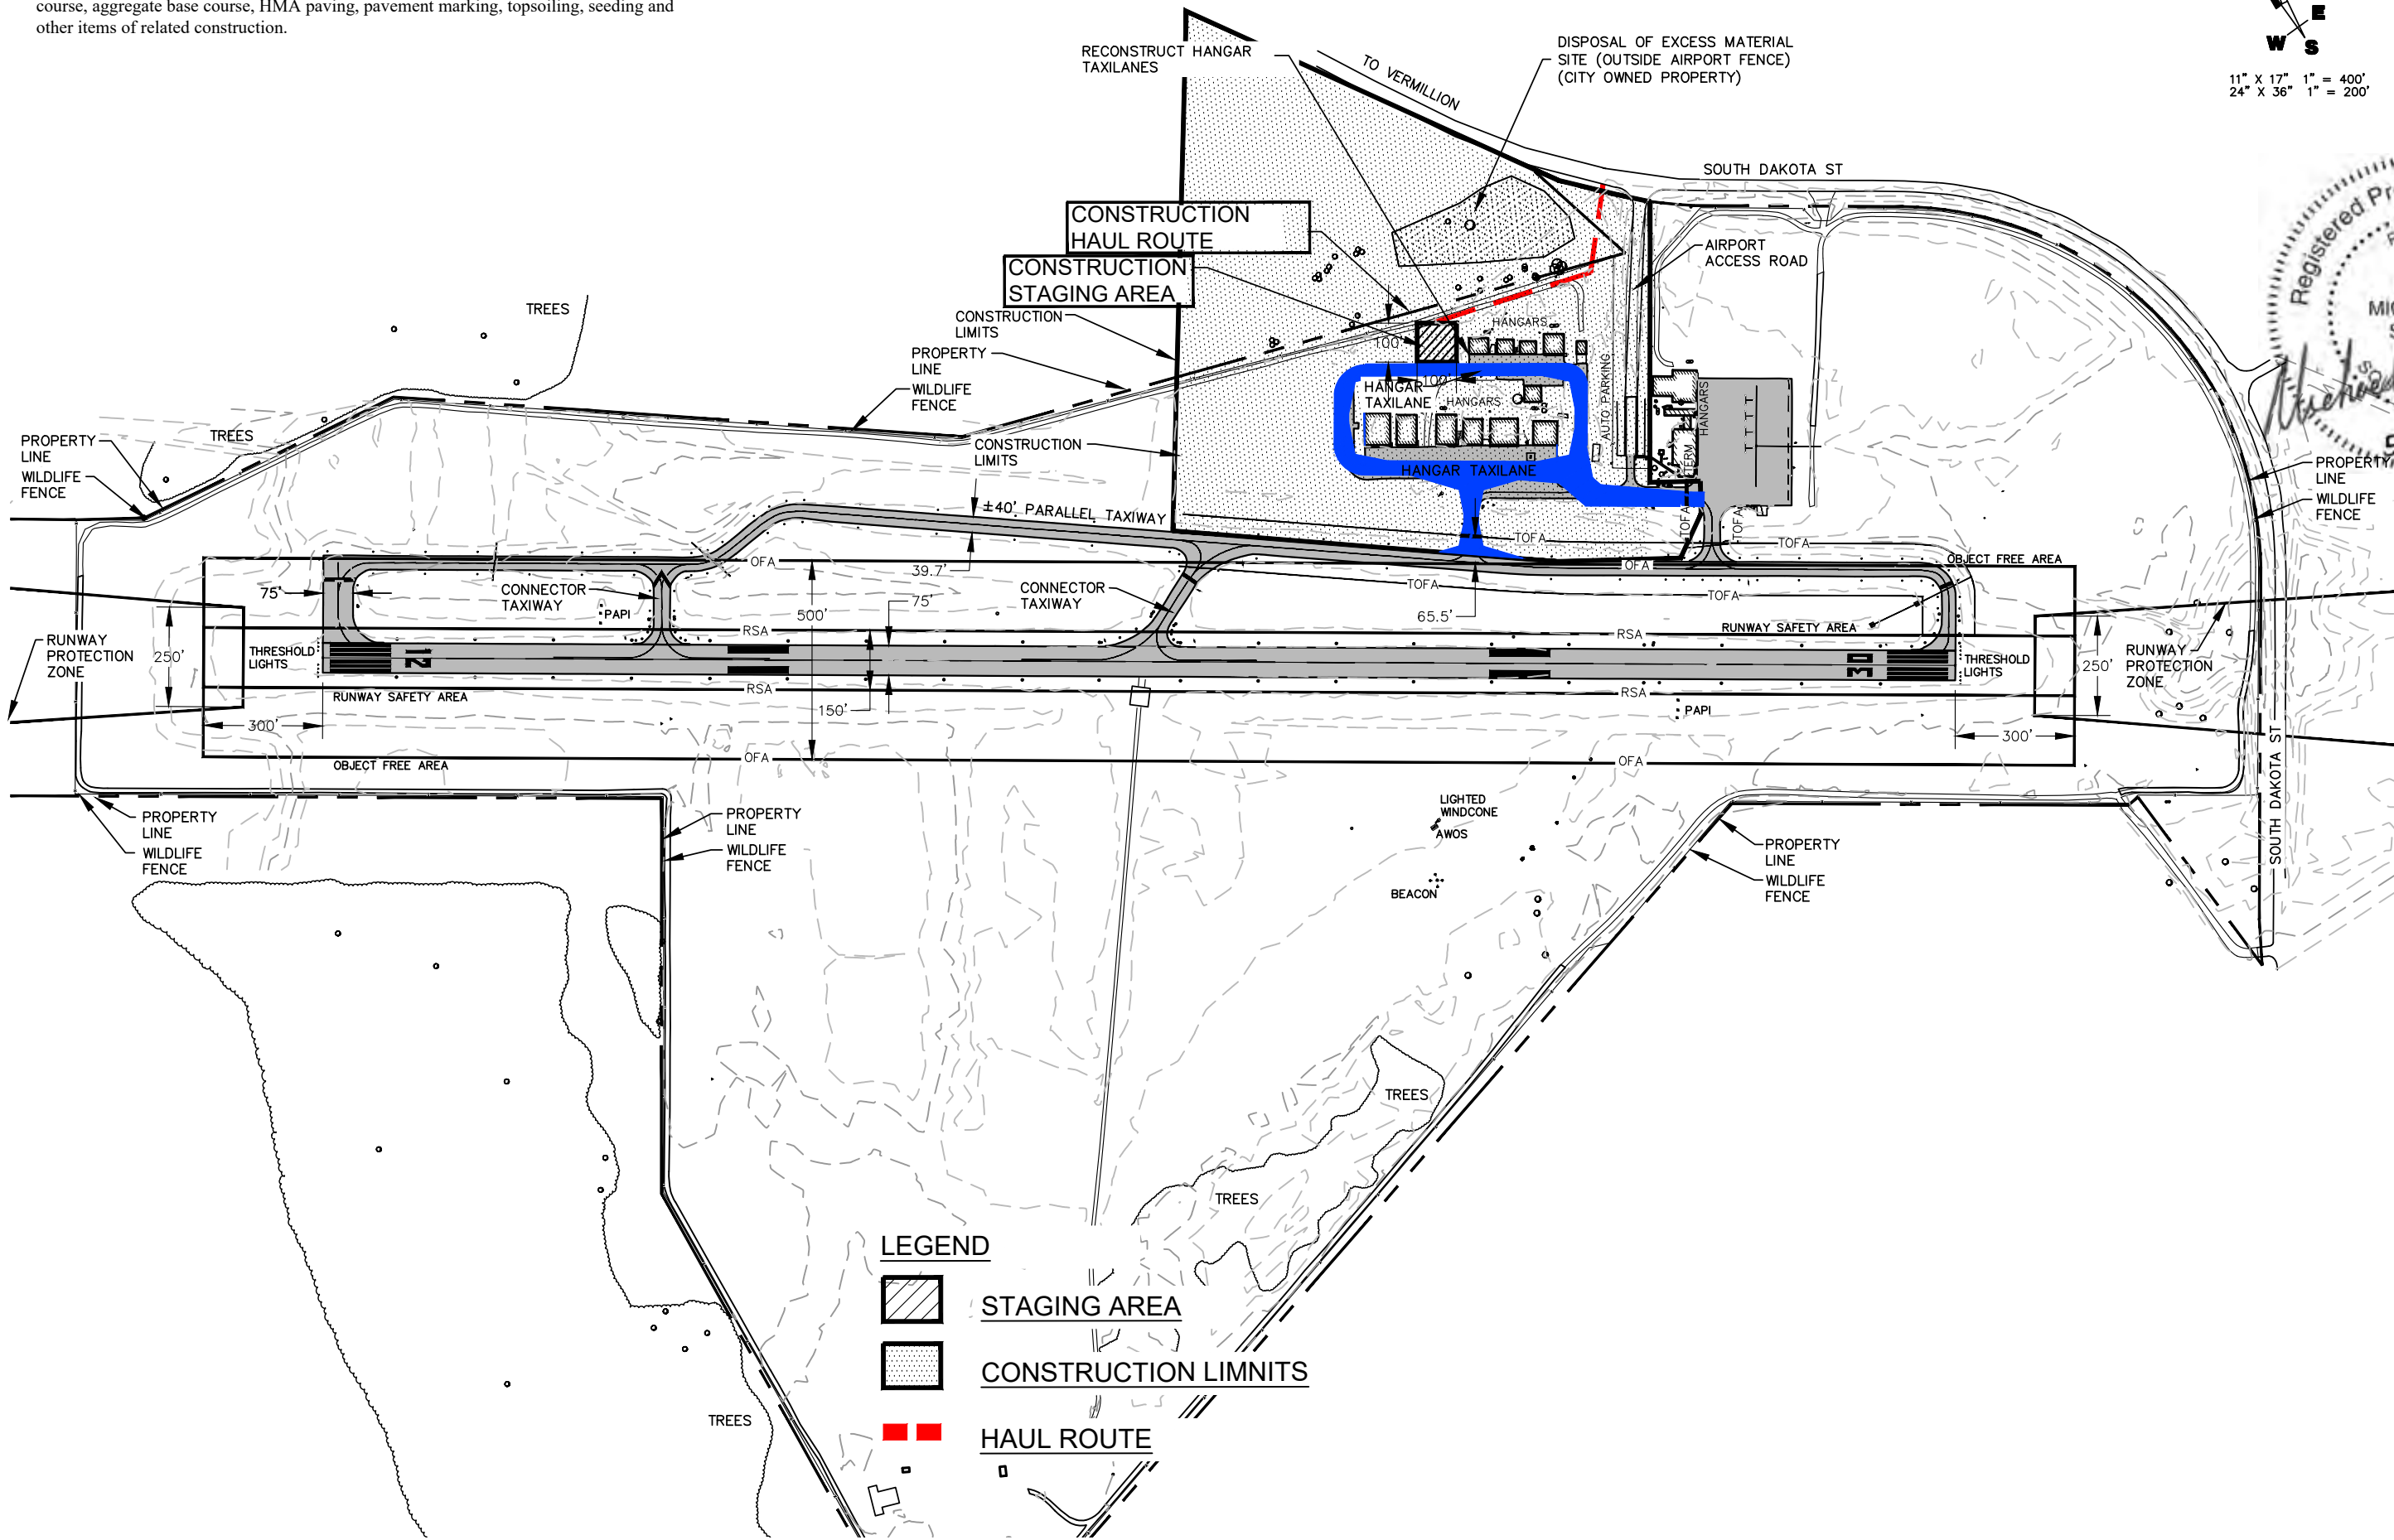 course, aggregate base course, HMA paving, pavement marking, topsoiling, seeding and
other items of related construction.
E
W
S
11" X 17" 1" = 400'
24" X 36" 1" = 200'
RECONSTRUCT HANGAR
TAXILANES
TO VERMILLION
DISPOSAL OF EXCESS MATERIAL
SITE (OUTSIDE AIRPORT FENCE)
(CITY OWNED PROPERTY)
SOUTH DAKOTA ST
Registered Pr
CONSTRUCTION
HAUL ROUTE
CONSTRUCTION
STAGING AREA
AIRPORT
ACCESS ROAD
TREES
CONSTRUCTION
LIMITS
PROPERTY
LINE
WILDLIFE
FENCE
100'
100'
HANGARS
HANGAR
TAXILANE
HANGARS
AUTO PARKING
HANGARS
TERM
T T T T
HANGAR TAXILANE
PROPERTY
LINE
WILDLIFE
FENCE
TREES
CONSTRUCTION
LIMITS
PROPERTY
LINE
WILDLIFE
FENCE
±40' PARALLEL TAXIWAY
TOFA
TOFA
TOFA
TOFA
OFA
39.7'
OFA
OBJECT FREE AREA
TOFA
TOFA
75'
CONNECTOR
TAXIWAY
PAPI
500'
75'
CONNECTOR
TAXIWAY
65.5'
RSA
RSA
RUNWAY SAFETY AREA
RUNWAY
PROTECTION
ZONE
250'
THRESHOLD
LIGHTS
12
30
THRESHOLD
LIGHTS
250'
RUNWAY
PROTECTION
ZONE
RSA
RSA
RUNWAY SAFETY AREA
150'
PAPI
300'
300'
OFA
OFA
OBJECT FREE AREA
SOUTH DAKOTA ST
PROPERTY
LINE
WILDLIFE
FENCE
PROPERTY
LINE
WILDLIFE
FENCE
LIGHTED
WINDCONE
AWOS
BEACON
PROPERTY
LINE
WILDLIFE
FENCE
TREES
TREES
TREES
LEGEND
STAGING AREA
CONSTRUCTION LIMNITS
HAUL ROUTE